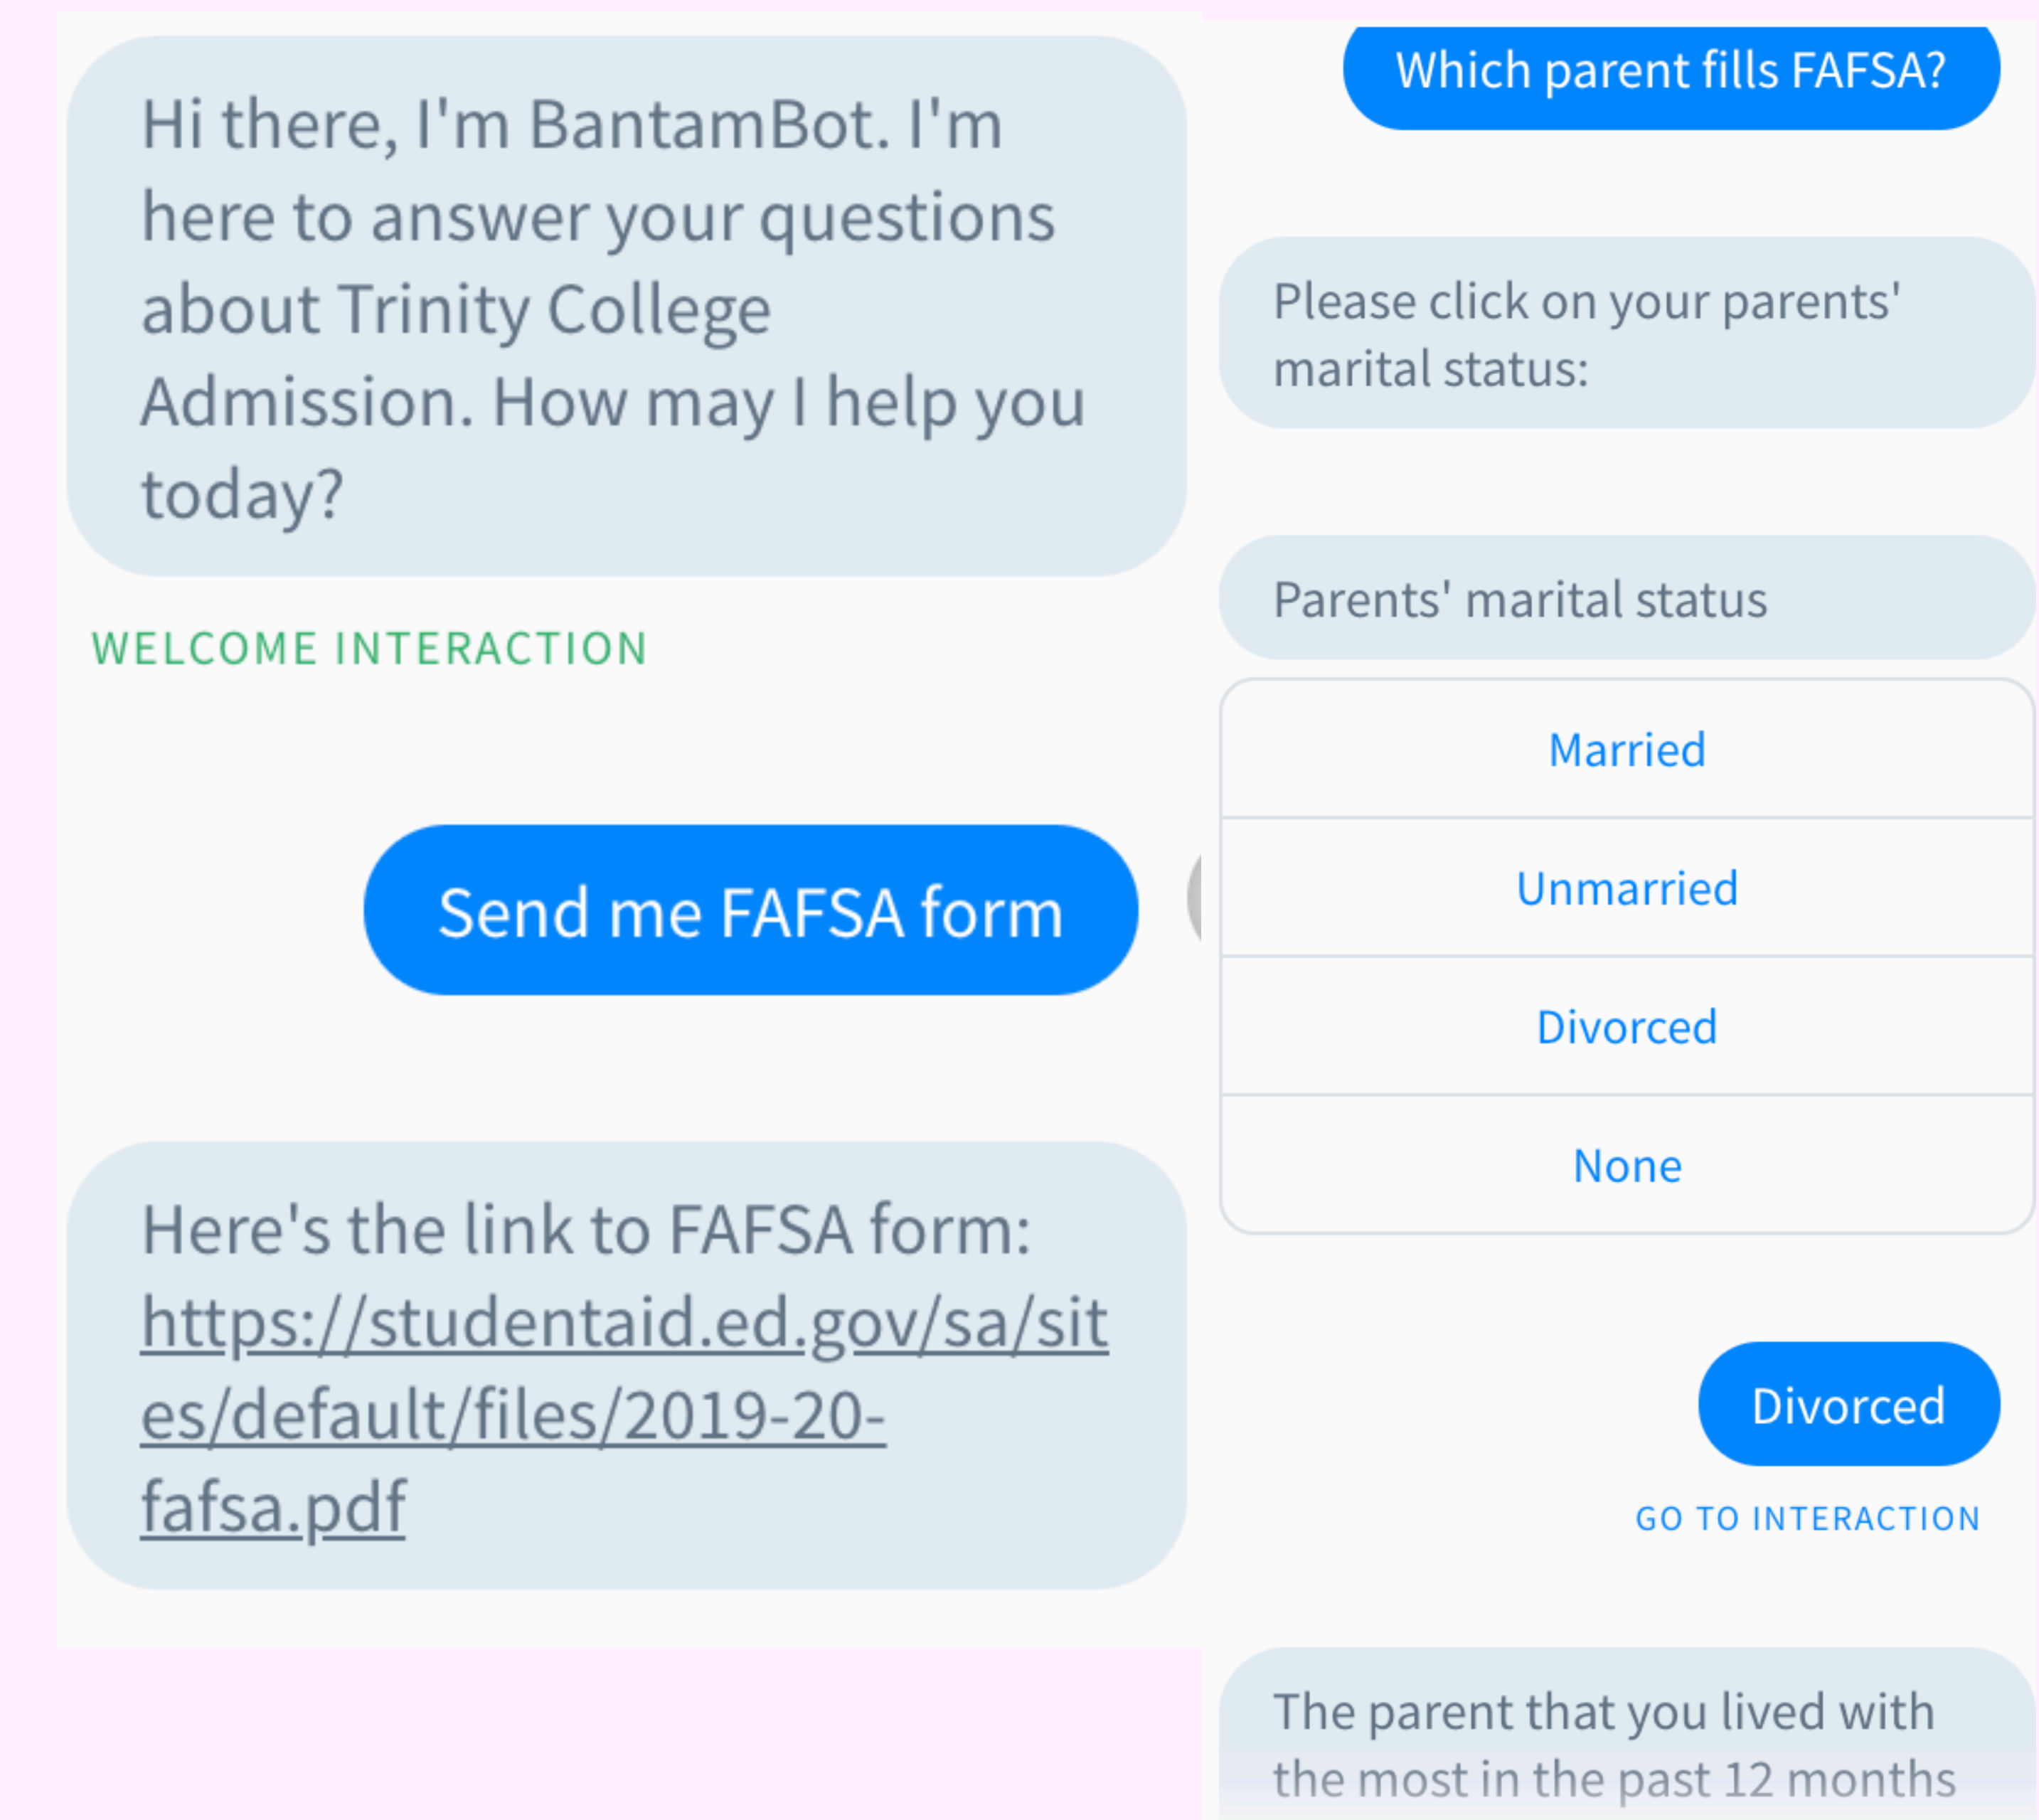 Hi there, I'm BantamBot. I'm
here to answer your questions
about Trinity College
Admission. How may I help you
today?
WELCOME INTERACTION
Send me FAFSA form
Here's the link to FAFSA form:
https://studentaid.ed.gov/sa/sit
es/default/files/2019-20-
fafsa.pdf
Which parent fills FAFSA?
Please click on your parents'
marital status:
Parents' marital status
Married
Unmarried
Divorced
None
Divorced
GO TO INTERACTION
The parent that you lived with
the most in the past 12 months